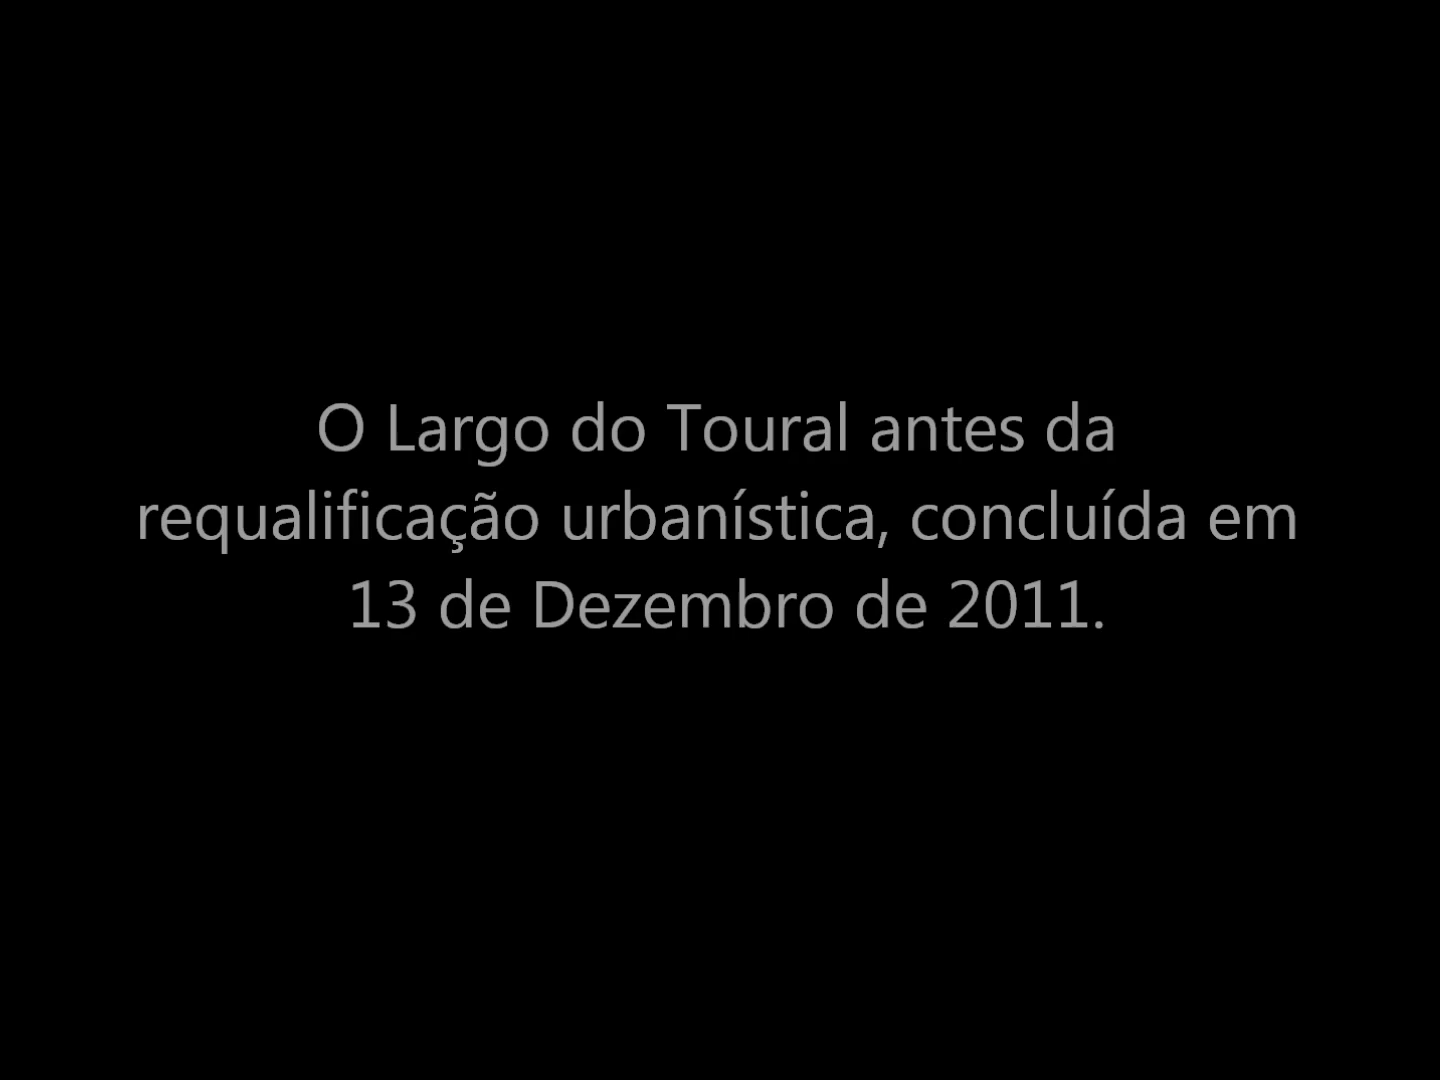 O Largo do Toural antes da
requalificação urbanística, concluída em
13 de Dezembro de 2011.